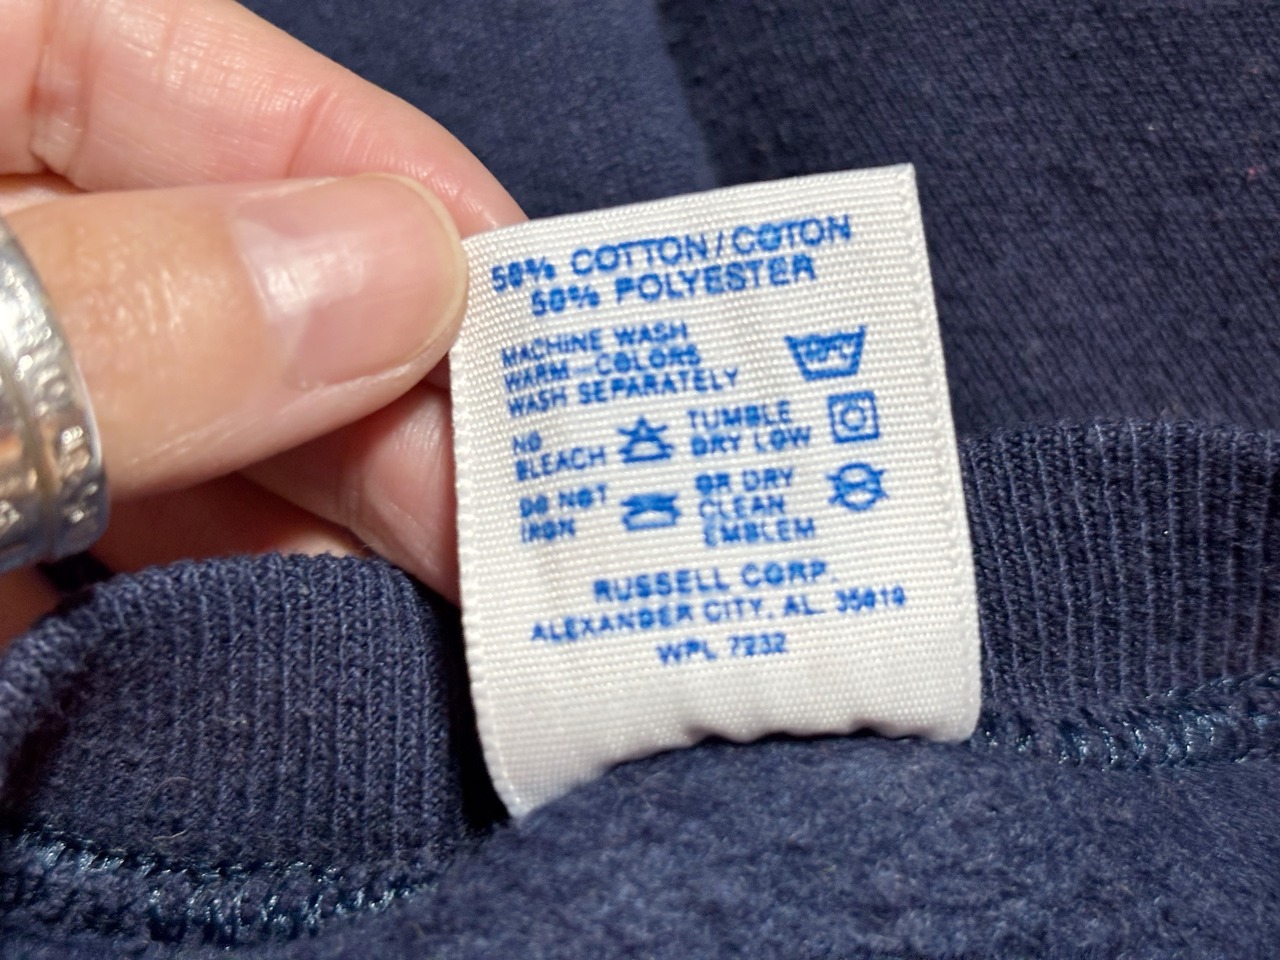 50% COTTON / COTON
50% POLYESTER
MACHINE WASH
WARM—COLORS
WASH SEPARATELY
NO
BLEACH
TUMBLE
DRY LOW
DO NOT
IRON
OR DRY
CLEAN
EMBLEM
RUSSELL CORP.
ALEXANDER CITY, AL. 35010
WPL 7232